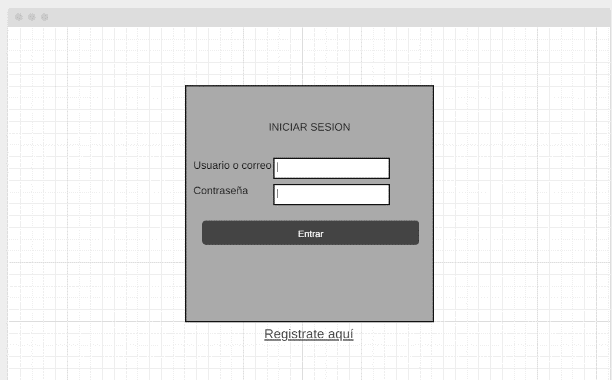 INICIAR SESION
Usuario o correo
Contraseña
Entrar
Registrate aquí